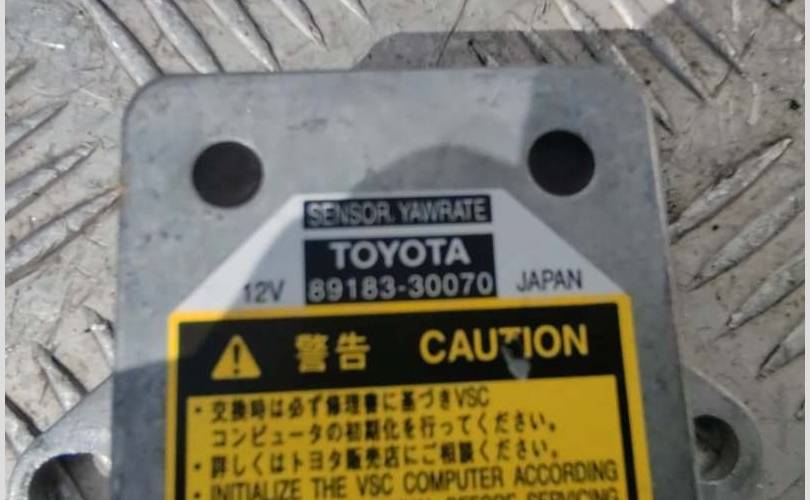 SENSOR, YAWRATE
TOYOTA
12V 89183-30070 JAPAN
警告 CAUTION
・交換時は必ず修理書に基づきVSC
コンピュータの初期化を行ってください。
・詳しくはトヨタ販売店にご相談ください。
・INITIALIZE THE VSC COMPUTER ACCORDING
BEFORE SERVICING